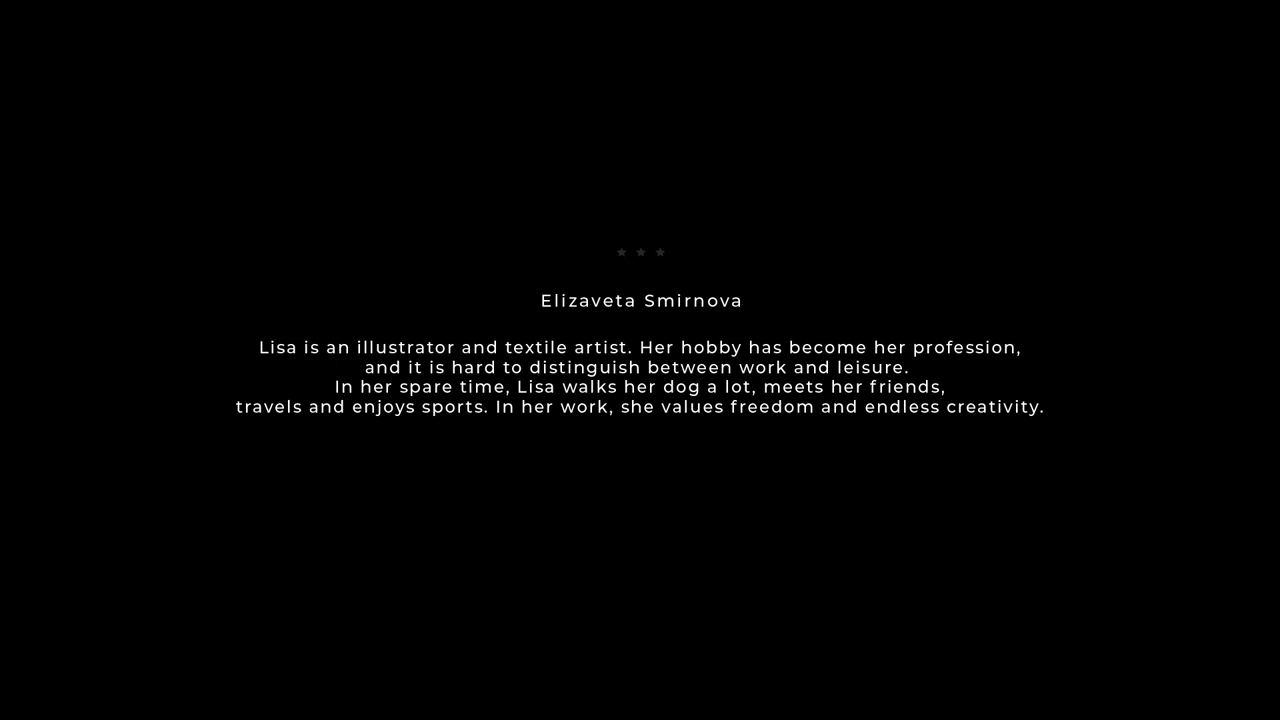 Elizaveta Smirnova
Lisa is an illustrator and textile artist. Her hobby has become her profession,
and it is hard to distinguish between work and leisure.
In her spare time, Lisa walks her dog a lot, meets her friends,
travels and enjoys sports. In her work, she values freedom and endless creativity.